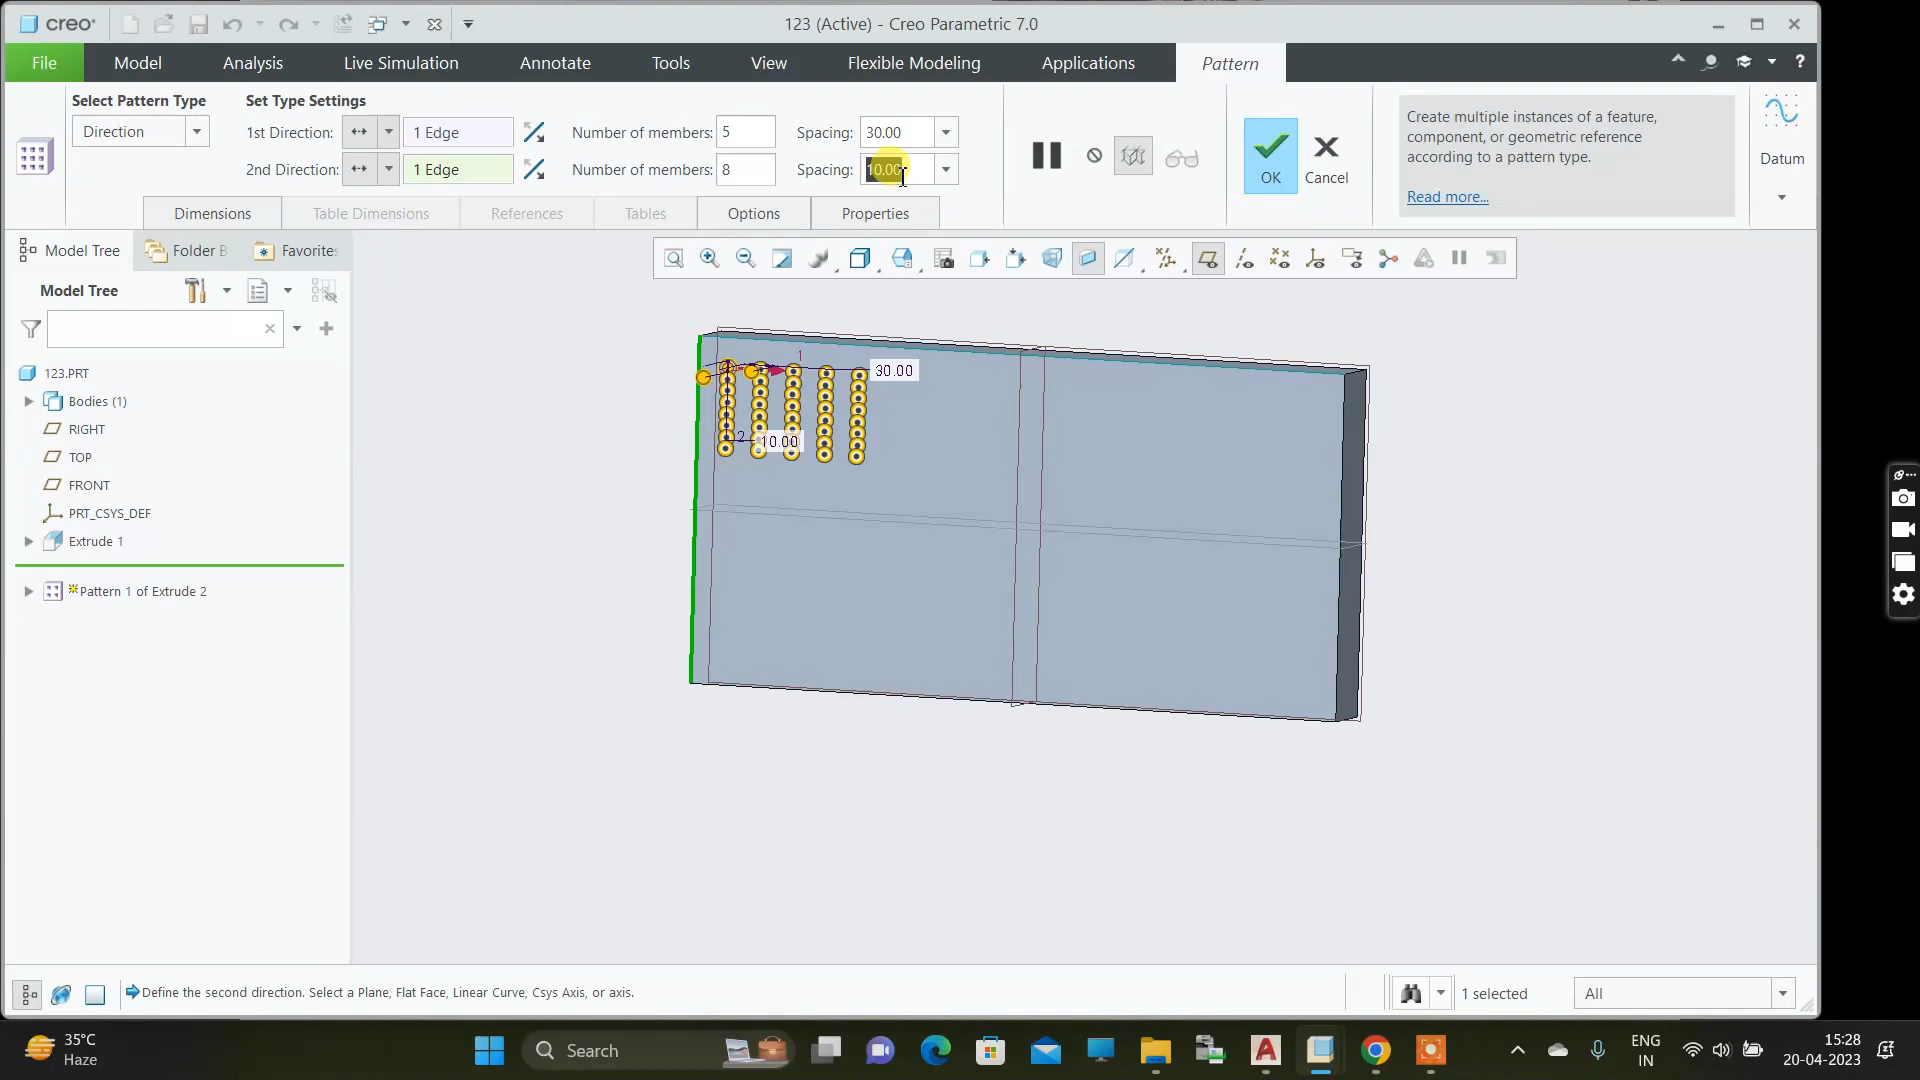 creo
123 (Active) - Creo Parametric 7.0
File Model Analysis Live Simulation Annotate Tools View Flexible Modeling Applications Pattern
Select Pattern Type Set Type Settings
Direction 1st Direction: 1 Edge Number of members: 5 Spacing: 30.00
2nd Direction: 1 Edge Number of members: 8 Spacing: 10.00
OK Cancel
Create multiple instances of a feature,
component, or geometric reference
according to a pattern type.
Read more...
Datum
Dimensions Table Dimensions References Tables Options Properties
Model Tree Folder B Favorite
Model Tree
123.PRT
Bodies (1)
RIGHT
TOP
FRONT
PRT_CSYS_DEF
Extrude 1
Pattern 1 of Extrude 2
1
30.00
2
10.00
Define the second direction. Select a Plane, Flat Face, Linear Curve, Csys Axis, or axis.
1 selected
All
35°C
Haze
Search
ENG
IN
15:28
20-04-2023